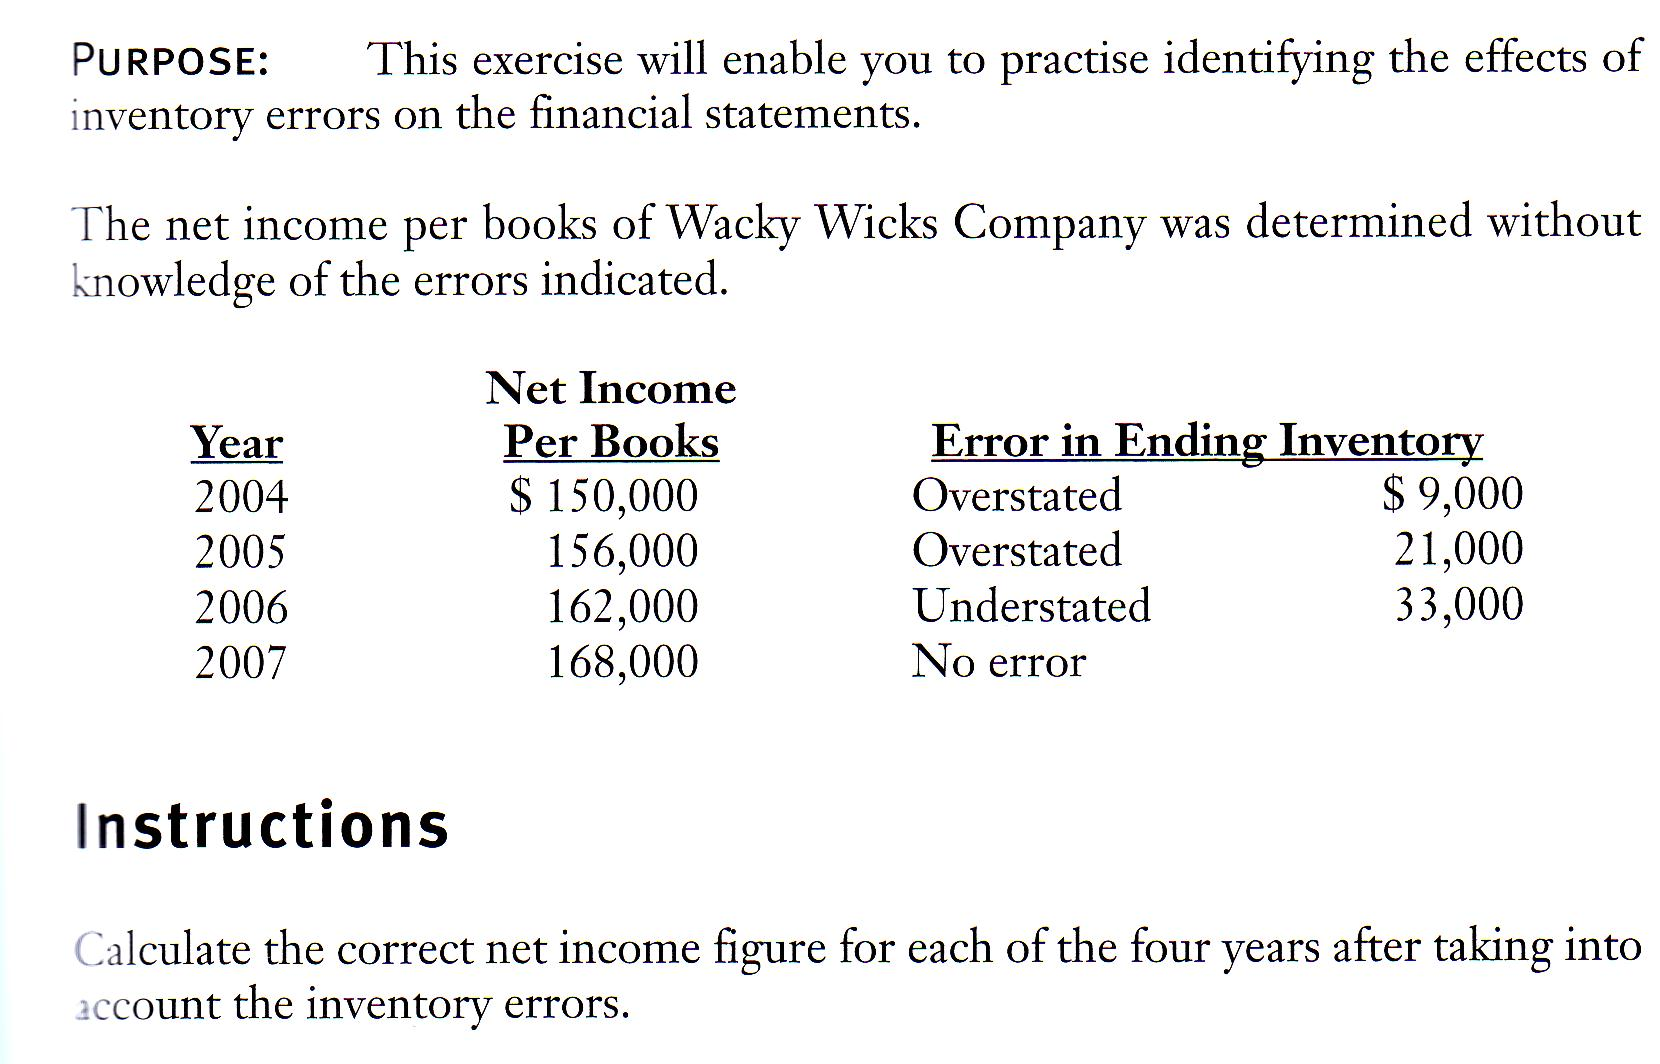 PURPOSE: This exercise will enable you to practise identifying the effects of
inventory errors on the financial statements.
The net income per books of Wacky Wicks Company was determined without
knowledge of the errors indicated.
Net Income
Year Per Books Error in Ending Inventory
2004 $ 150,000 Overstated $ 9,000
2005 156,000 Overstated 21,000
2006 162,000 Understated 33,000
2007 168,000 No error
Instructions
Calculate the correct net income figure for each of the four years after taking into
account the inventory errors.